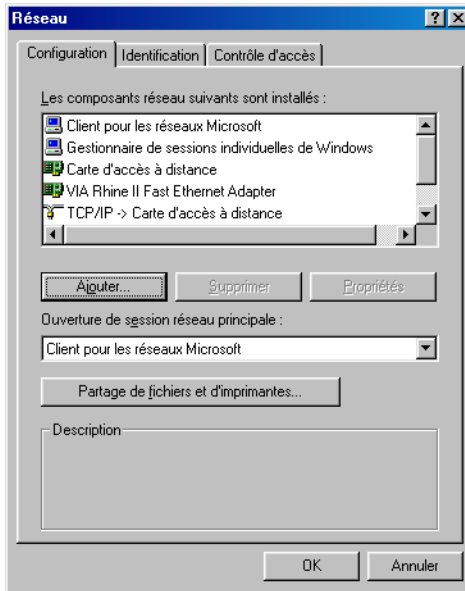 Réseau
Configuration Identification Contrôle d'accès
Les composants réseau suivants sont installés :
Client pour les réseaux Microsoft
Gestionnaire de sessions individuelles de Windows
Carte d'accès à distance
VIA Rhine II Fast Ethernet Adapter
TCP/IP -> Carte d'accès à distance
Ajouter... Supprimer Propriétés
Ouverture de session réseau principale :
Client pour les réseaux Microsoft
Partage de fichiers et d'imprimantes...
Description
OK Annuler